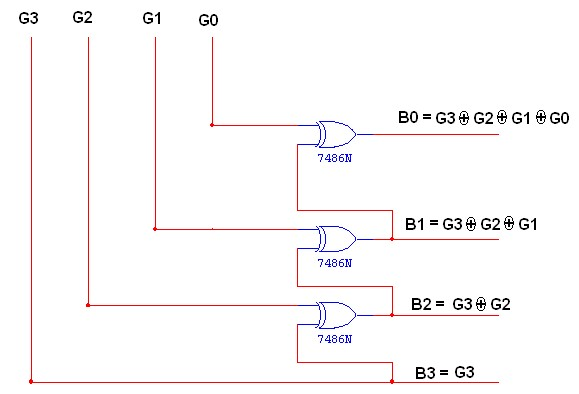 G3 G2 G1 G0
B0 = G3 ⊕ G2 ⊕ G1 ⊕ G0
7486N
B1 = G3 ⊕ G2 ⊕ G1
7486N
B2 = G3 ⊕ G2
7486N
B3 = G3